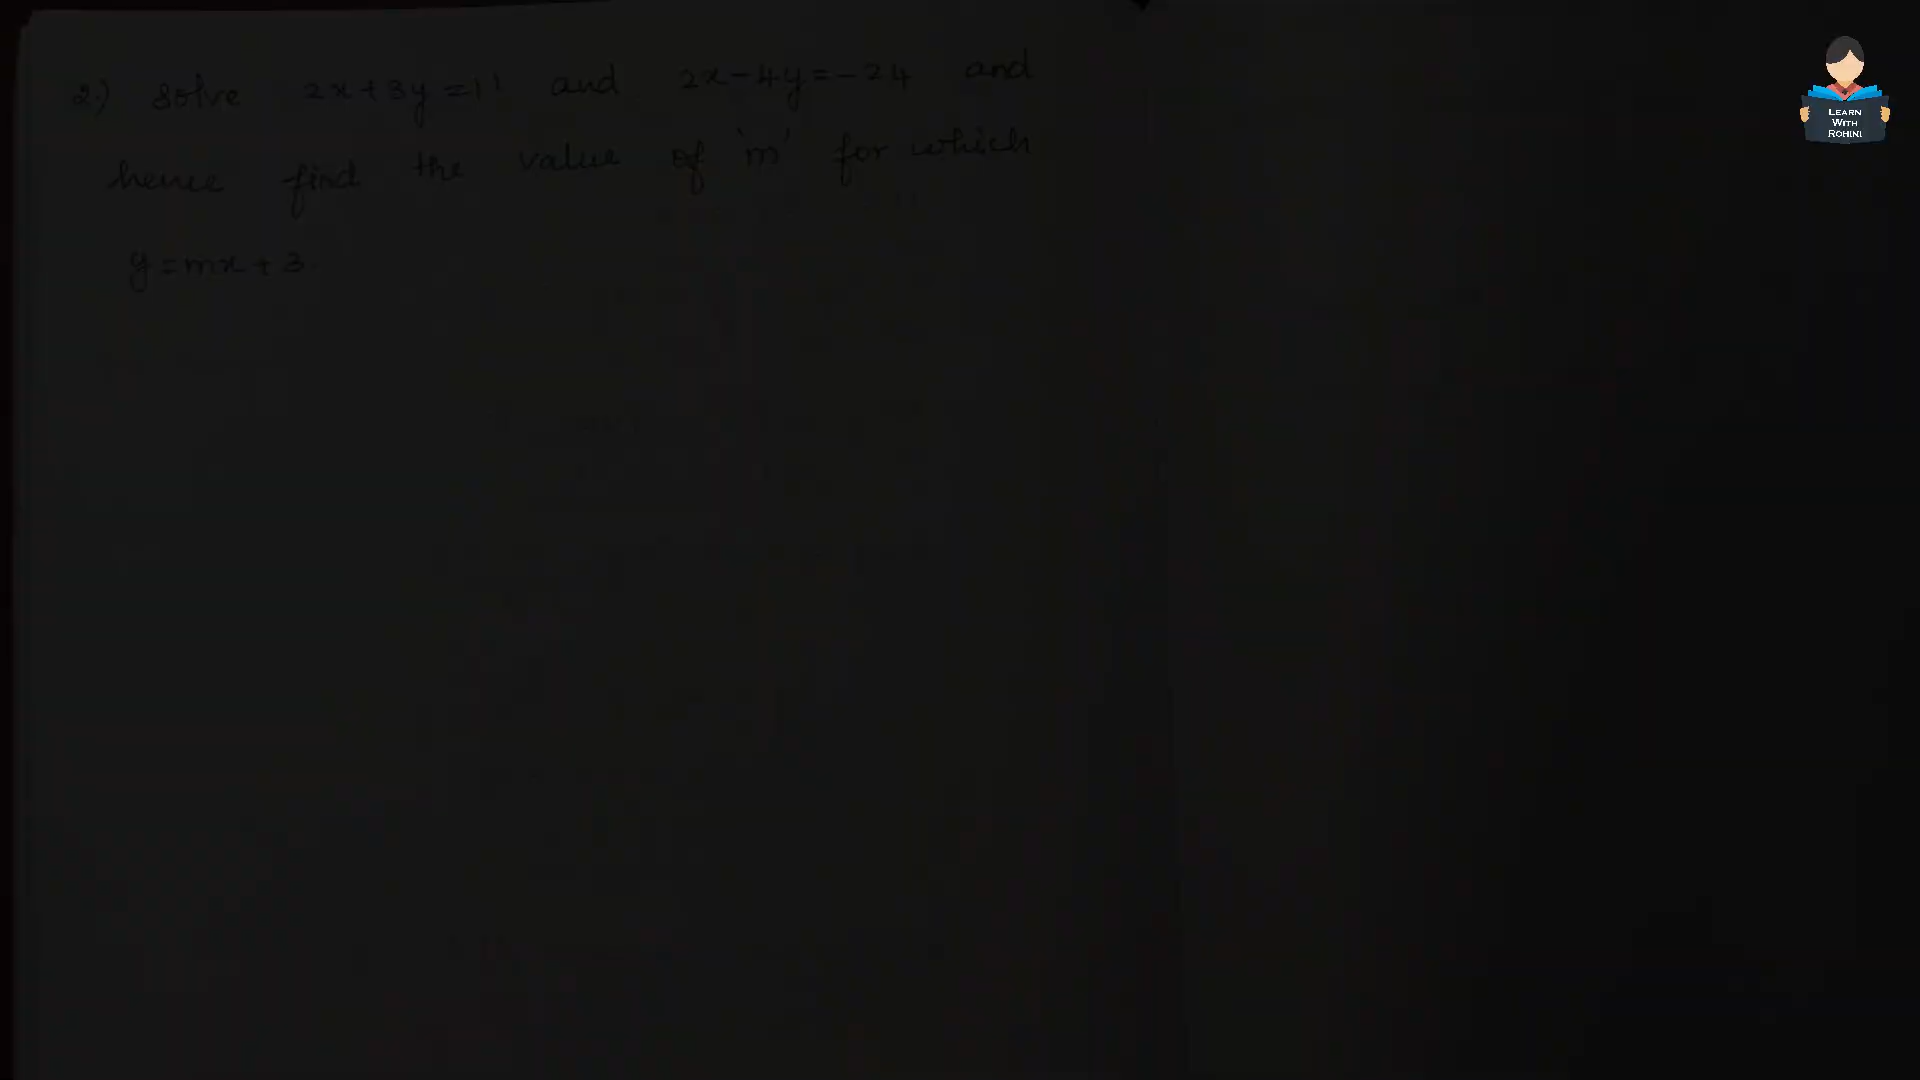 2.) Solve 2x + 3y = 11 and 2x - 4y = -24 and
hence find the value of 'm' for which
y = mx + 3.
LEARN
WITH
ROHINI